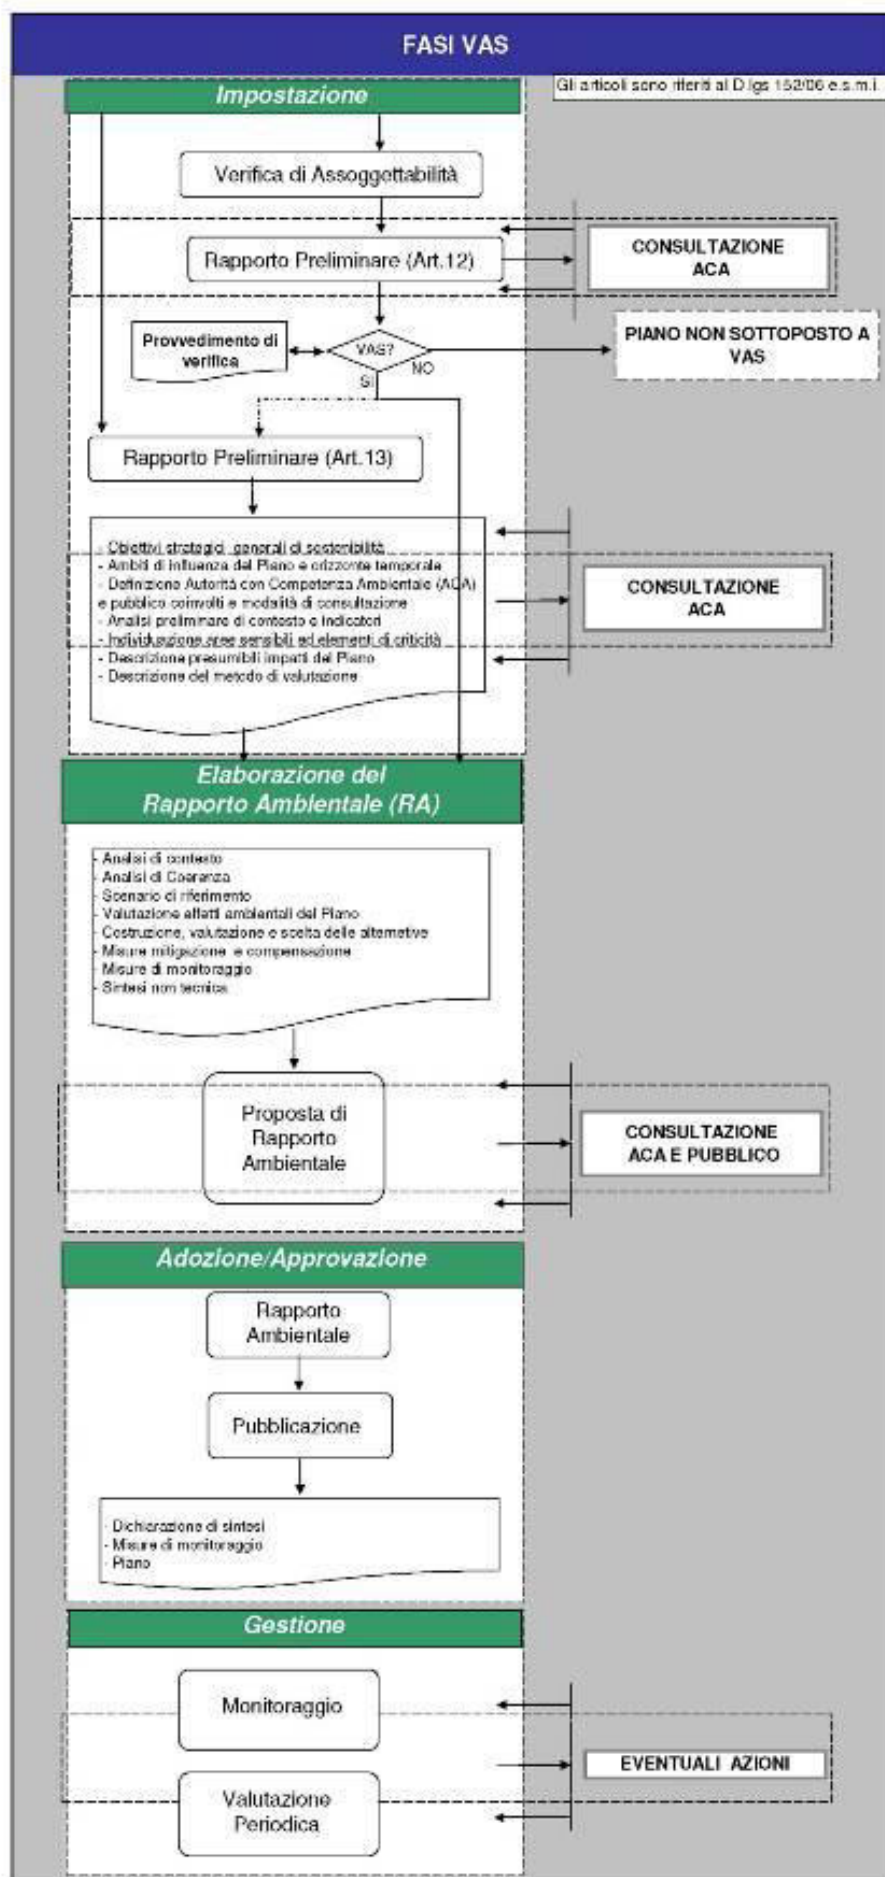 FASI VAS
Gli articoli sono riferiti al D.lgs 152/06 e.s.m.i.
Impostazione
Verifica di Assoggettabilità
Rapporto Preliminare (Art.12)
CONSULTAZIONE
ACA
Provvedimento di
verifica
VAS?
SI
NO
PIANO NON SOTTOPOSTO A
VAS
Rapporto Preliminare (Art.13)
- Obiettivi strategici generali di sostenibilità
- Ambiti di influenza del Piano e orizzonte temporale
- Definizione Autorità con Competenza Ambientale (ACA)
e pubblico coinvolti e modalità di consultazione
- Analisi preliminare di contesto e indicatori
- Individuazione aree sensibili ed elementi di criticità
- Descrizione presumibili impatti del Piano
- Descrizione del metodo di valutazione
CONSULTAZIONE
ACA
Elaborazione del
Rapporto Ambientale (RA)
- Analisi di contesto
- Analisi di Coerenza
- Scenario di riferimento
- Valutazione effetti ambientali del Piano
- Costruzione, valutazione e scelta delle alternative
- Misure mitigazione e compensazione
- Misure di monitoraggio
- Sintesi non tecnica
Proposta di
Rapporto
Ambientale
CONSULTAZIONE
ACA E PUBBLICO
Adozione/Approvazione
Rapporto
Ambientale
Pubblicazione
- Dichiarazione di sintesi
- Misure di monitoraggio
- Piano
Gestione
Monitoraggio
EVENTUALI AZIONI
Valutazione
Periodica